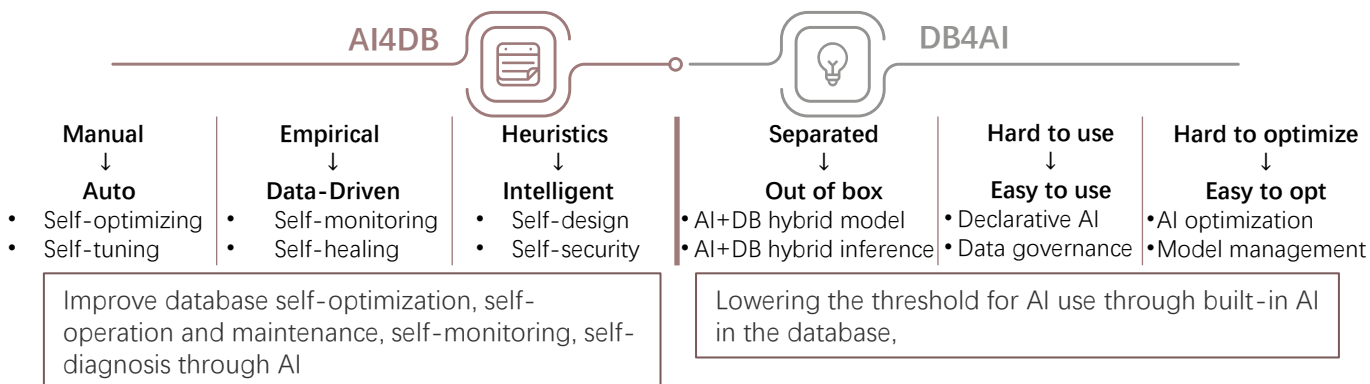 AI4DB
DB4AI
Manual
↓
Auto
• Self-optimizing
• Self-tuning
Empirical
↓
Data-Driven
• Self-monitoring
• Self-healing
Heuristics
↓
Intelligent
• Self-design
• Self-security
Separated
↓
Out of box
• AI+DB hybrid model
• AI+DB hybrid inference
Hard to use
↓
Easy to use
• Declarative AI
• Data governance
Hard to optimize
↓
Easy to opt
• AI optimization
• Model management
Improve database self-optimization, self-
operation and maintenance, self-monitoring, self-
diagnosis through AI
Lowering the threshold for AI use through built-in AI
in the database,